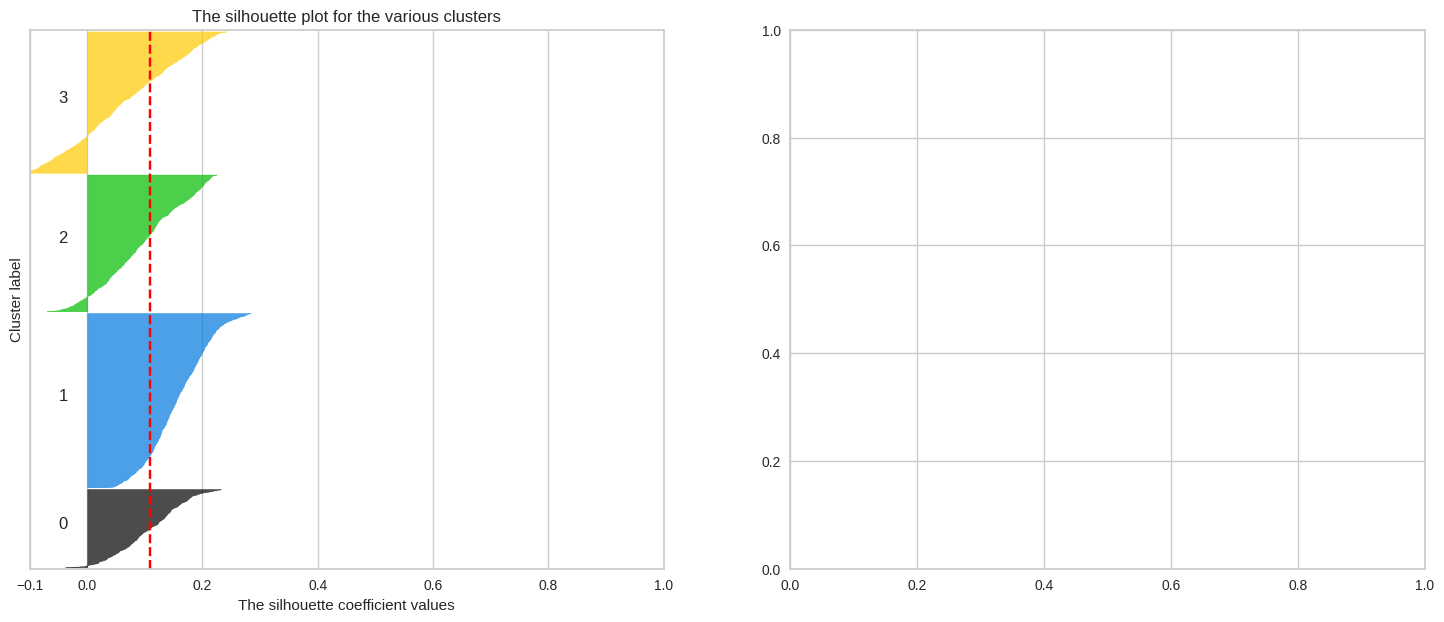 The silhouette plot for the various clusters
Cluster label
3
2
1
0
−0.1 0.0 0.2 0.4 0.6 0.8 1.0
The silhouette coefficient values
1.0
0.8
0.6
0.4
0.2
0.0
0.0 0.2 0.4 0.6 0.8 1.0